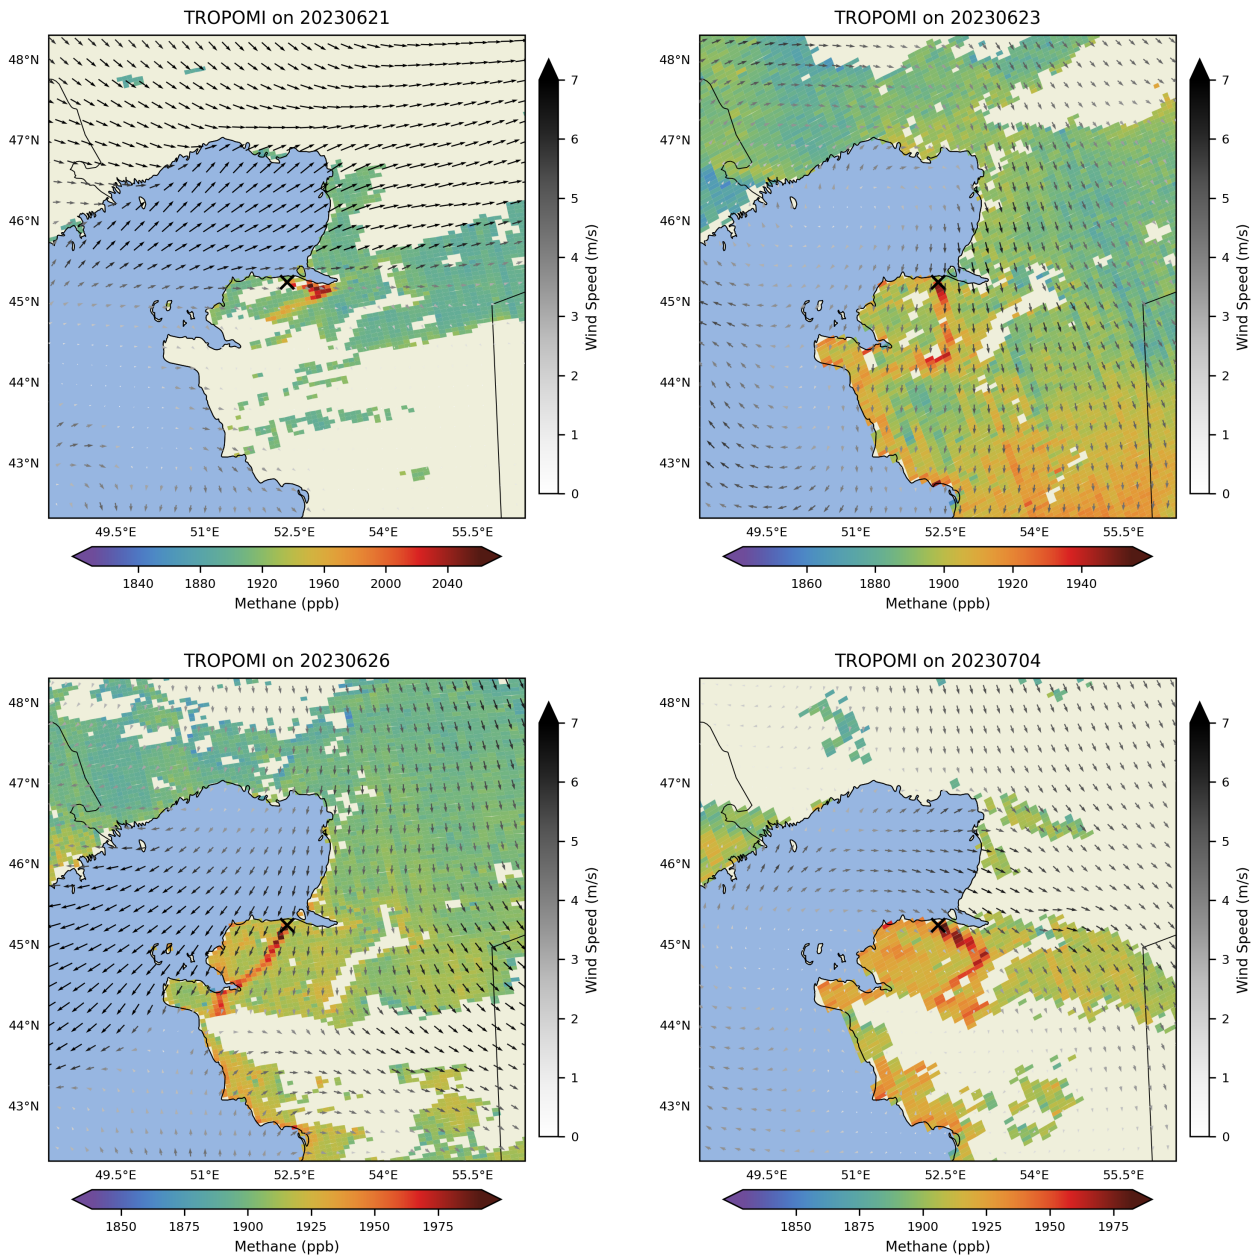 TROPOMI on 20230621
48°N
47°N
46°N
45°N
44°N
43°N
49.5°E 51°E 52.5°E 54°E 55.5°E
7
6
5
4
3
2
1
0
Wind Speed (m/s)
1840 1880 1920 1960 2000 2040
Methane (ppb)
TROPOMI on 20230623
48°N
47°N
46°N
45°N
44°N
43°N
49.5°E 51°E 52.5°E 54°E 55.5°E
7
6
5
4
3
2
1
0
Wind Speed (m/s)
1860 1880 1900 1920 1940
Methane (ppb)
TROPOMI on 20230626
48°N
47°N
46°N
45°N
44°N
43°N
49.5°E 51°E 52.5°E 54°E 55.5°E
7
6
5
4
3
2
1
0
Wind Speed (m/s)
1850 1875 1900 1925 1950 1975
Methane (ppb)
TROPOMI on 20230704
48°N
47°N
46°N
45°N
44°N
43°N
49.5°E 51°E 52.5°E 54°E 55.5°E
7
6
5
4
3
2
1
0
Wind Speed (m/s)
1850 1875 1900 1925 1950 1975
Methane (ppb)